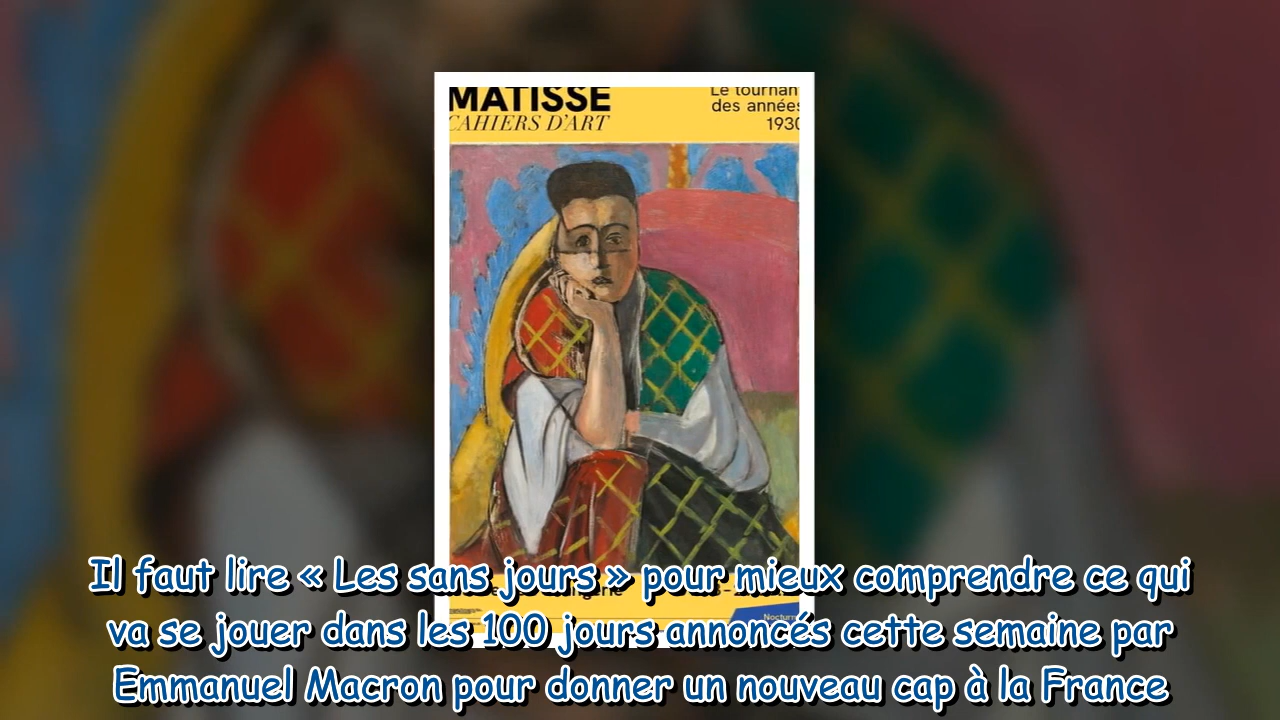 MATISSE
CAHIERS D'ART
Le tournan
des années
1930
Il faut lire « Les sans jours » pour mieux comprendre ce qui
va se jouer dans les 100 jours annoncés cette semaine par
Emmanuel Macron pour donner un nouveau cap à la France